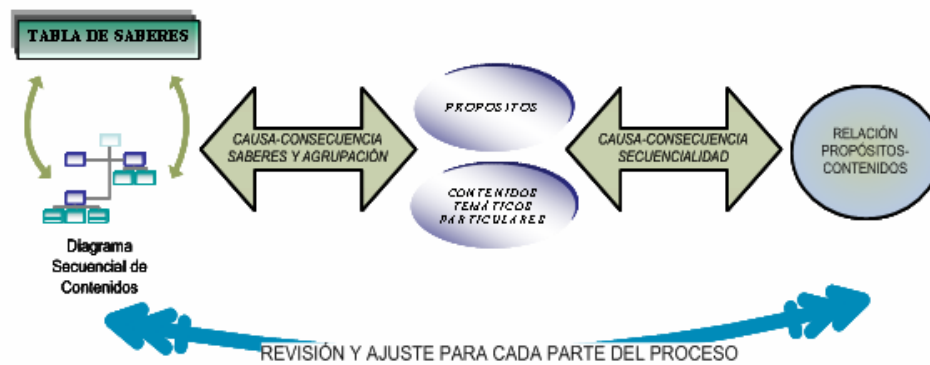 TABLA DE SABERES
Diagrama
Secuencial de
Contenidos
CAUSA-CONSECUENCIA
SABERES Y AGRUPACIÓN
PROPOSITOS
CONTENIDOS
TEMÁTICOS
PARTICULARES
CAUSA-CONSECUENCIA
SECUENCIALIDAD
RELACIÓN
PROPÓSITOS-
CONTENIDOS
REVISIÓN Y AJUSTE PARA CADA PARTE DEL PROCESO